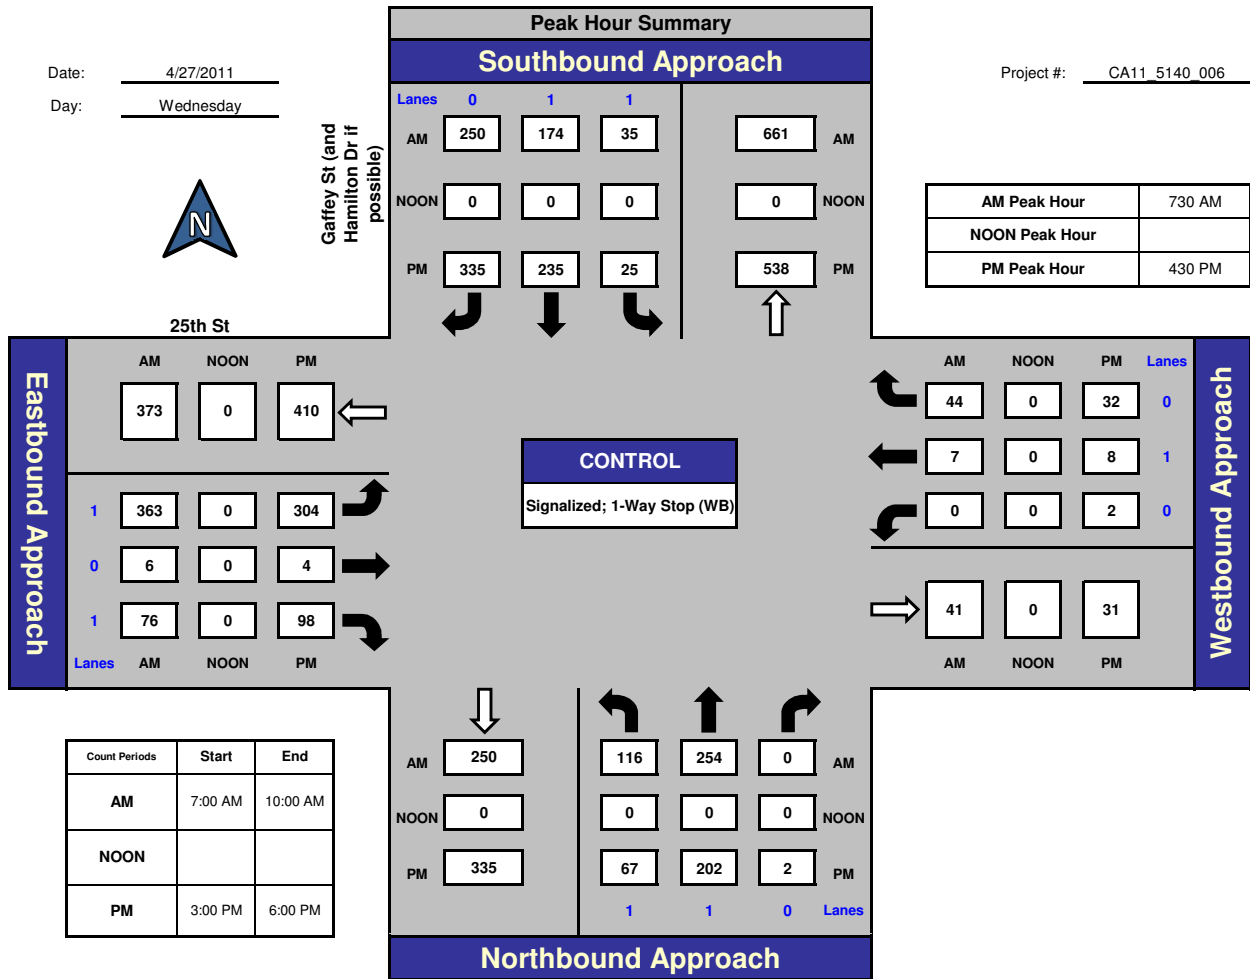 Peak Hour Summary
Southbound Approach
Date: 4/27/2011
Day: Wednesday
Project #: CA11_5140_006
N
Gaffey St (and
Hamilton Dr if
possible)
Lanes 0 1 1
AM 250 174 35 661 AM
NOON 0 0 0 0 NOON
PM 335 235 25 538 PM
AM Peak Hour 730 AM
NOON Peak Hour
PM Peak Hour 430 PM
25th St
Eastbound Approach
AM NOON PM
373 0 410
1 363 0 304
0 6 0 4
1 76 0 98
Lanes AM NOON PM
CONTROL
Signalized; 1-Way Stop (WB)
AM NOON PM Lanes
44 0 32 0
7 0 8 1
0 0 2 0
41 0 31
AM NOON PM
Westbound Approach
Count Periods Start End
AM 7:00 AM 10:00 AM
NOON
PM 3:00 PM 6:00 PM
AM 250 116 254 0 AM
NOON 0 0 0 0 NOON
PM 335 67 202 2 PM
1 1 0 Lanes
Northbound Approach